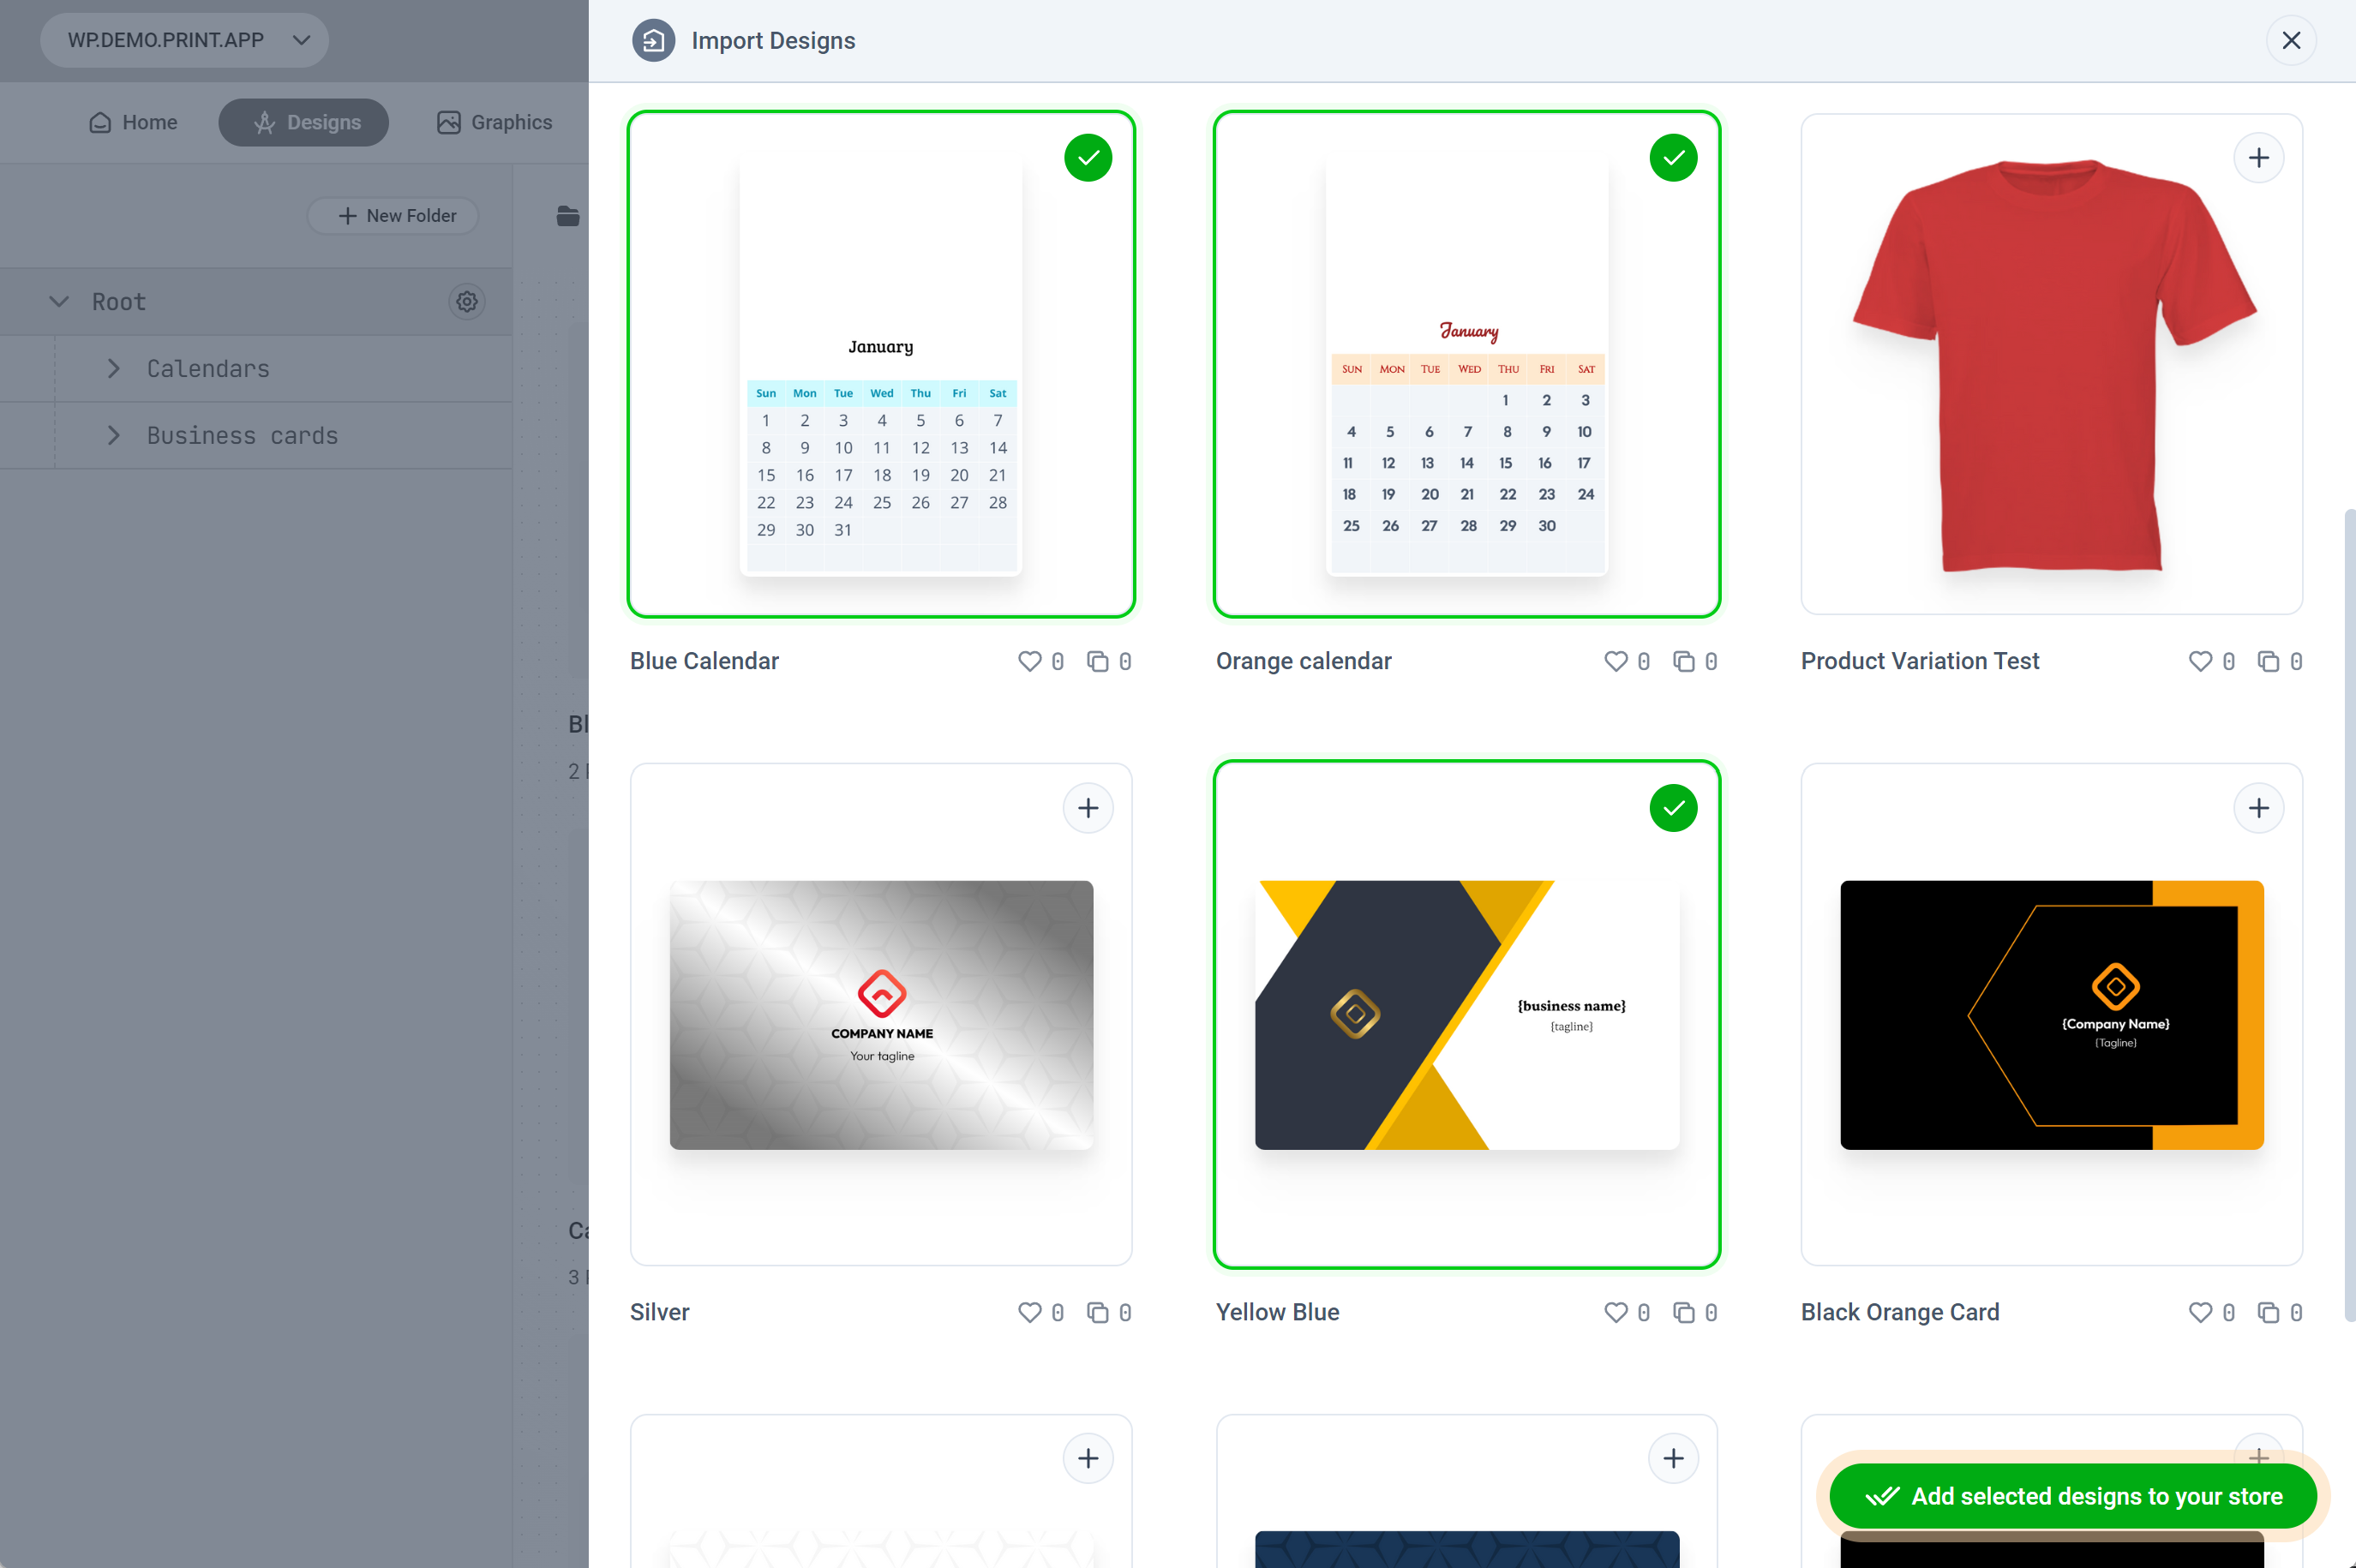 WP.DEMO.PRINT.APP
Import Designs
Home
Designs
Graphics
New Folder
Root
Calendars
Business cards
January
Sun Mon Tue Wed Thu Fri Sat
1 2 3 4 5 6 7
8 9 10 11 12 13 14
15 16 17 18 19 20 21
22 23 24 25 26 27 28
29 30 31
Blue Calendar
0 0
January
SUN MON TUE WED THU FRI SAT
1 2 3
4 5 6 7 8 9 10
11 12 13 14 15 16 17
18 19 20 21 22 23 24
25 26 27 28 29 30
Orange calendar
0 0
Product Variation Test
0 0
Bl
2
COMPANY NAME
Your tagline
Silver
0 0
{business name}
{tagline}
Yellow Blue
0 0
{Company Name}
{Tagline}
Black Orange Card
0 0
Ca
3
Add selected designs to your store